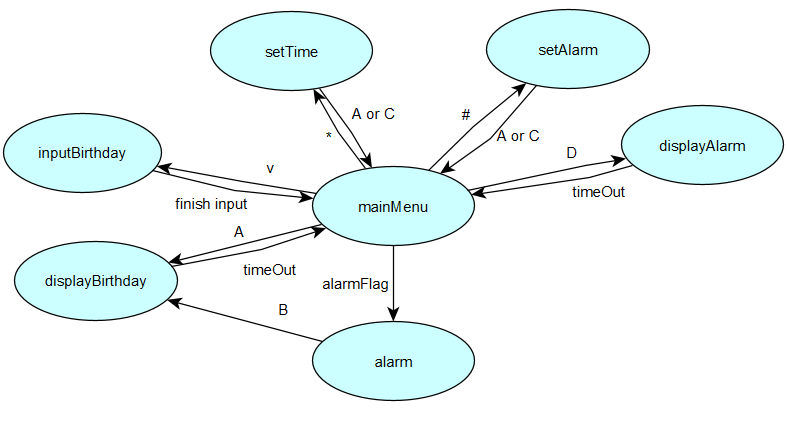 setTime
setAlarm
A or C
#
*
A or C
inputBirthday
displayAlarm
D
v
timeOut
finish input
mainMenu
A
timeOut
displayBirthday
alarmFlag
B
alarm